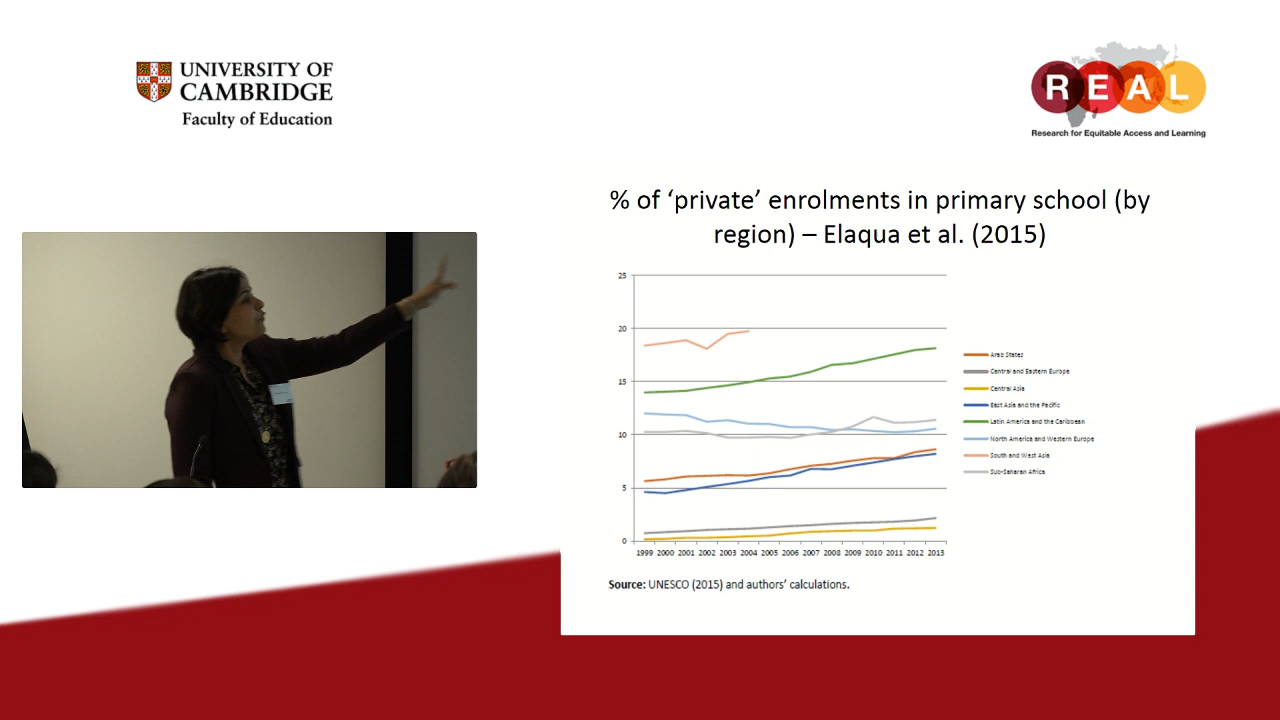 UNIVERSITY OF
CAMBRIDGE
Faculty of Education
R E A L
Research for Equitable Access and Learning
% of ‘private’ enrolments in primary school (by
region) – Elaqua et al. (2015)
25
20
15
10
5
0
1999 2000 2001 2002 2003 2004 2005 2006 2007 2008 2009 2010 2011 2012 2013
Arab States
Central and Eastern Europe
Central Asia
East Asia and the Pacific
Latin America and the Caribbean
North America and Western Europe
South and West Asia
Sub-Saharan Africa
Source: UNESCO (2015) and authors’ calculations.